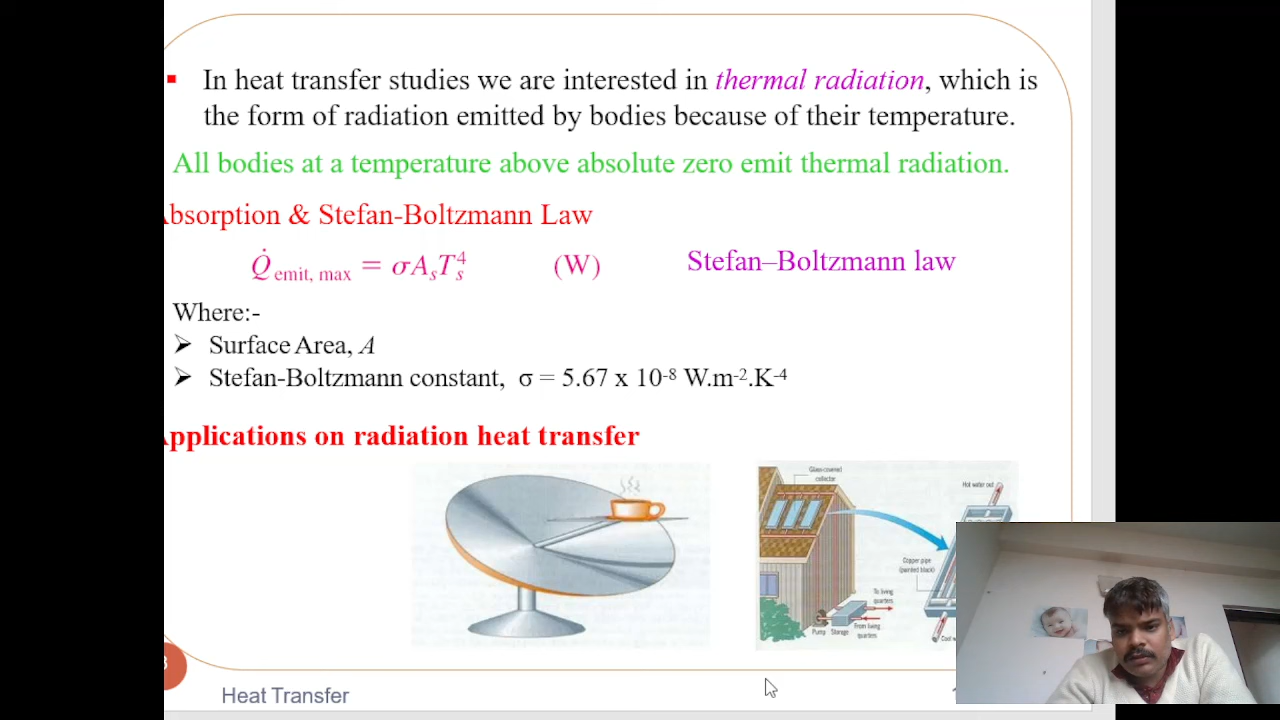 In heat transfer studies we are interested in thermal radiation, which is
the form of radiation emitted by bodies because of their temperature.
All bodies at a temperature above absolute zero emit thermal radiation.
Absorption & Stefan-Boltzmann Law
Q̇emit, max = σAsTs⁴ (W) Stefan–Boltzmann law
Where:-
➢ Surface Area, A
➢ Stefan-Boltzmann constant, σ = 5.67 x 10⁻⁸ W.m⁻².K⁻⁴
Applications on radiation heat transfer
Glass-covered
collector
Hot water out
Copper pipe
(painted black)
To living
quarters
Pump Storage
From living
quarters
Heat Transfer